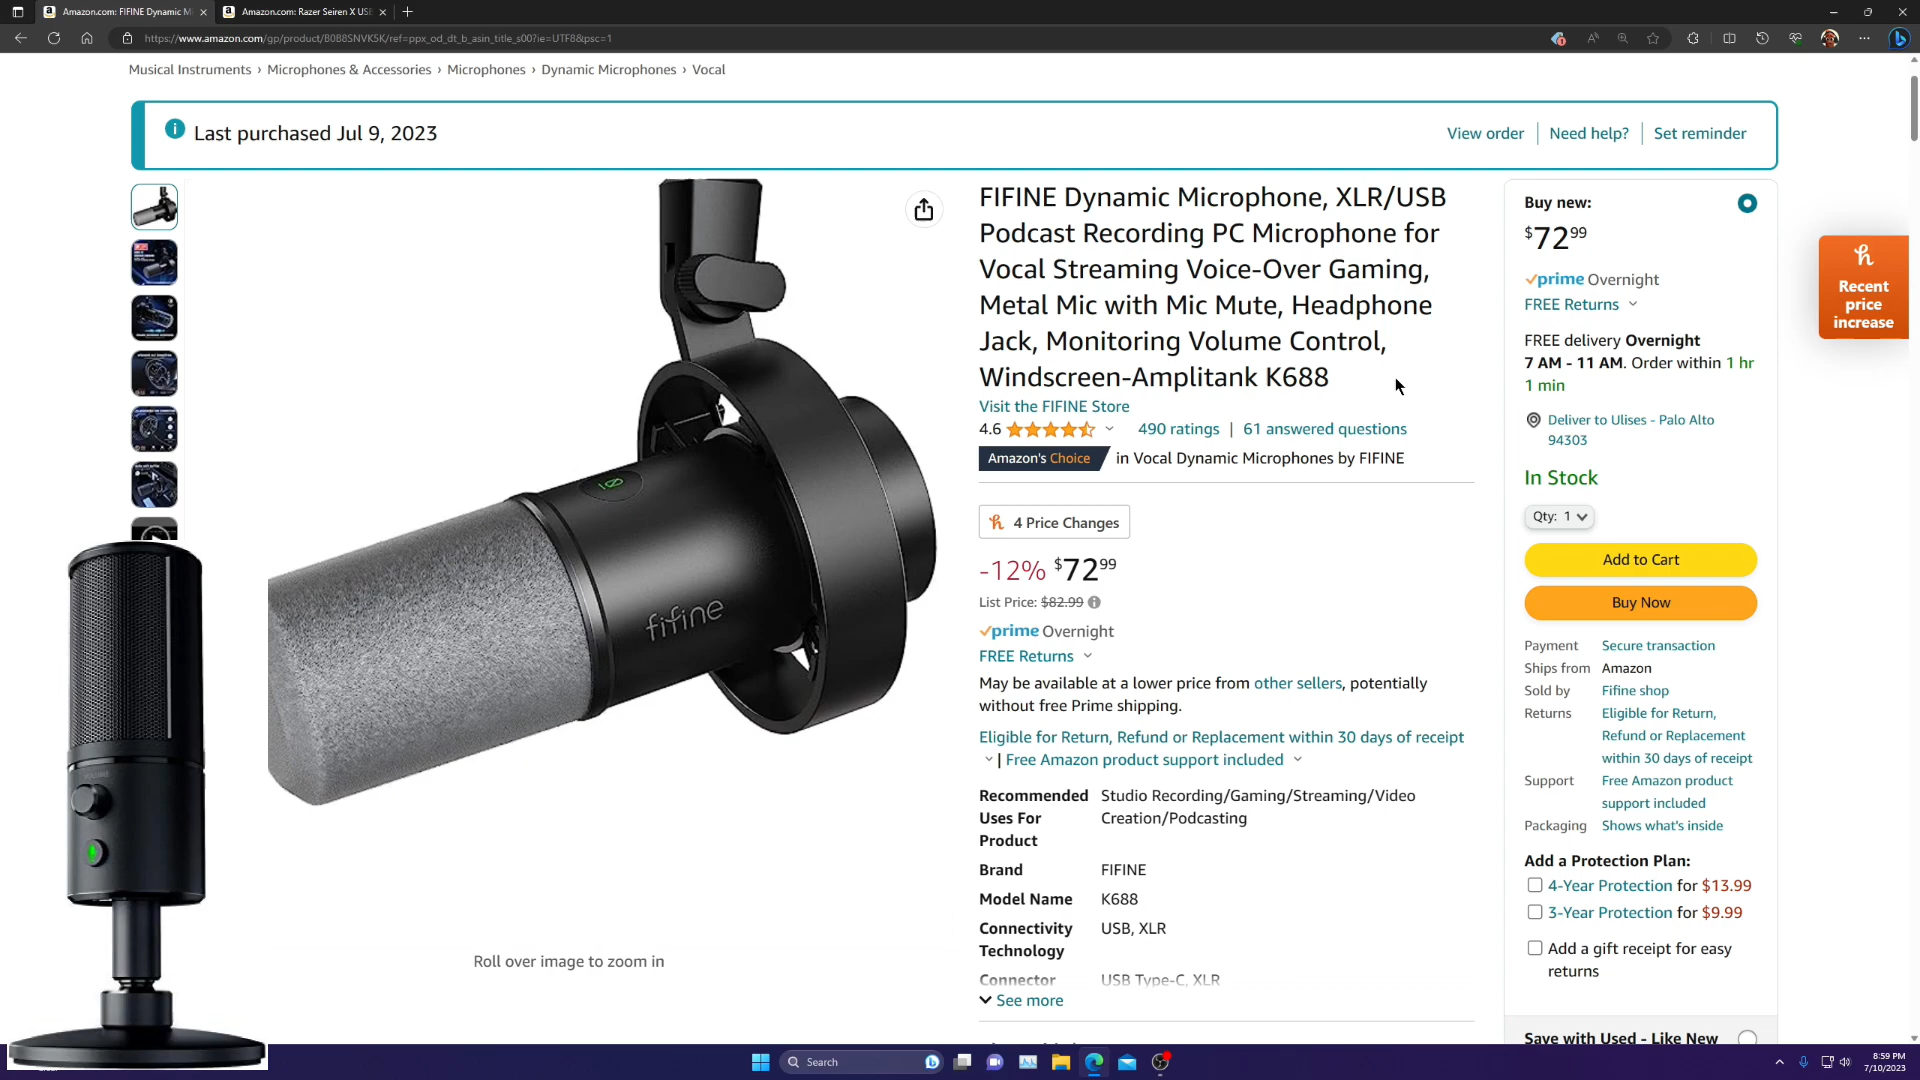 Amazon.com: FIFINE Dynamic Mi
Amazon.com: Razer Seiren X USB
https://www.amazon.com/gp/product/B0B8SNVK5K/ref=ppx_od_dt_b_asin_title_s00?ie=UTF8&psc=1
Musical Instruments › Microphones & Accessories › Microphones › Dynamic Microphones › Vocal
Last purchased Jul 9, 2023
View order
Need help?
Set reminder
FIFINE Dynamic Microphone, XLR/USB
Podcast Recording PC Microphone for
Vocal Streaming Voice-Over Gaming,
Metal Mic with Mic Mute, Headphone
Jack, Monitoring Volume Control,
Windscreen-Amplitank K688
Visit the FIFINE Store
4.6
490 ratings | 61 answered questions
Amazon's Choice in Vocal Dynamic Microphones by FIFINE
4 Price Changes
-12% $72 99
List Price: $82.99
prime Overnight
FREE Returns
May be available at a lower price from other sellers, potentially
without free Prime shipping.
Eligible for Return, Refund or Replacement within 30 days of receipt
| Free Amazon product support included
Recommended Uses For Product
Studio Recording/Gaming/Streaming/Video
Creation/Podcasting
Brand FIFINE
Model Name K688
Connectivity Technology
USB, XLR
Connector USB Type-C, XLR
See more
fifine
Roll over image to zoom in
Buy new:
$72 99
prime Overnight
FREE Returns
FREE delivery Overnight
7 AM - 11 AM. Order within 1 hr
1 min
Deliver to Ulises - Palo Alto
94303
In Stock
Qty: 1
Add to Cart
Buy Now
Payment Secure transaction
Ships from Amazon
Sold by Fifine shop
Returns Eligible for Return,
Refund or Replacement
within 30 days of receipt
Support Free Amazon product
support included
Packaging Shows what's inside
Add a Protection Plan:
4-Year Protection for $13.99
3-Year Protection for $9.99
Add a gift receipt for easy
returns
Save with Used - Like New
Recent
price
increase
Search
8:59 PM
7/10/2023